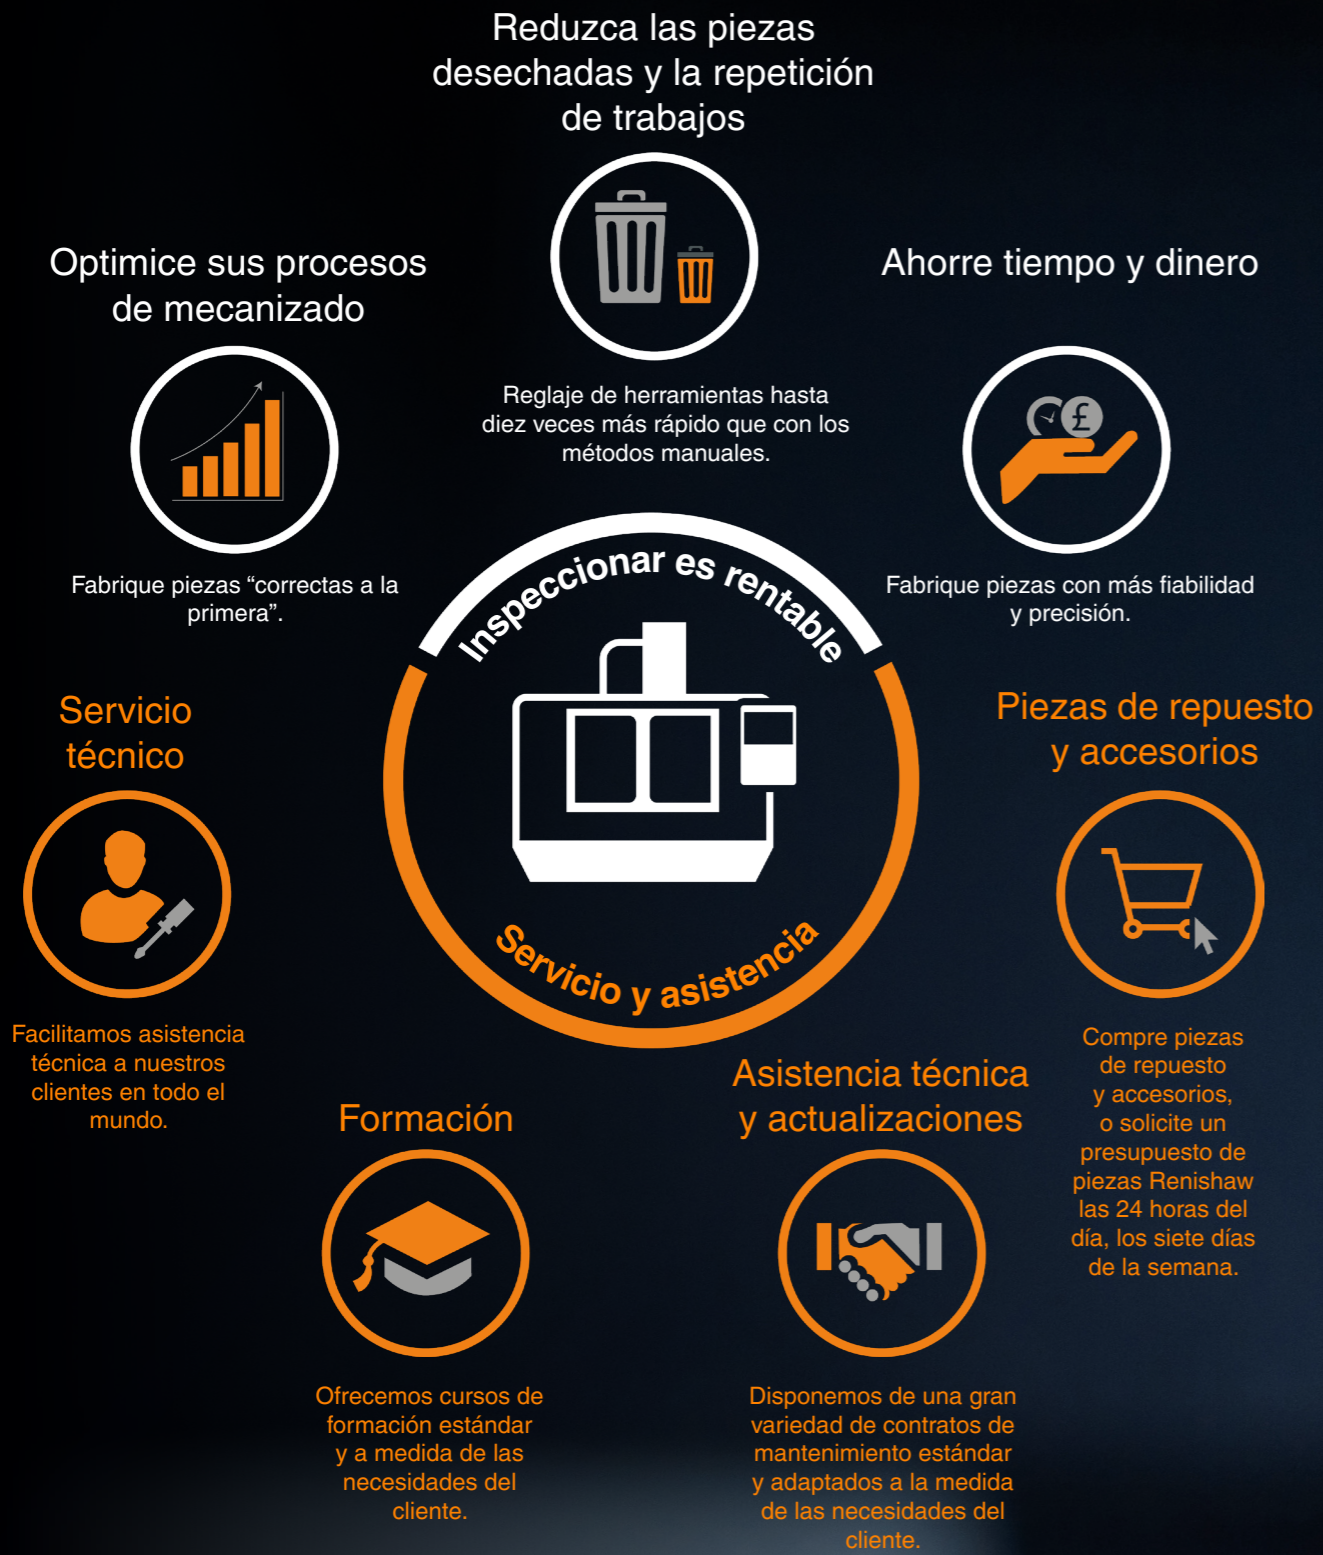 Reduzca las piezas
desechadas y la repetición
de trabajos
Reglaje de herramientas hasta
diez veces más rápido que con los
métodos manuales.
Optimice sus procesos
de mecanizado
Fabrique piezas “correctas a la
primera”.
Ahorre tiempo y dinero
£
Fabrique piezas con más fiabilidad
y precisión.
Inspeccionar es rentable
Servicio y asistencia
Servicio
técnico
Facilitamos asistencia
técnica a nuestros
clientes en todo el
mundo.
Formación
Ofrecemos cursos de
formación estándar
y a medida de las
necesidades del
cliente.
Asistencia técnica
y actualizaciones
Disponemos de una gran
variedad de contratos de
mantenimiento estándar
y adaptados a la medida
de las necesidades del
cliente.
Piezas de repuesto
y accesorios
Compre piezas
de repuesto
y accesorios,
o solicite un
presupuesto de
piezas Renishaw
las 24 horas del
día, los siete días
de la semana.